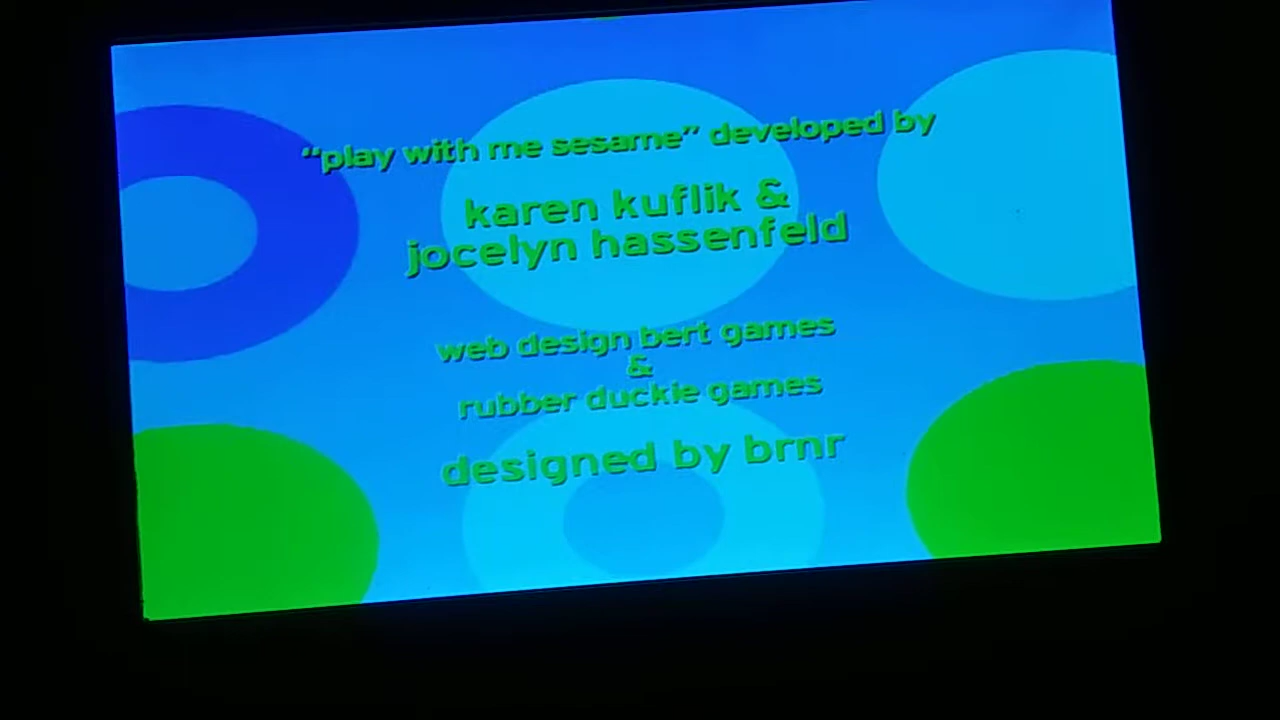 "play with me sesame" developed by
karen kuflik &
jocelyn hassenfeld
web design bert games
&
rubber duckie games
designed by brnr